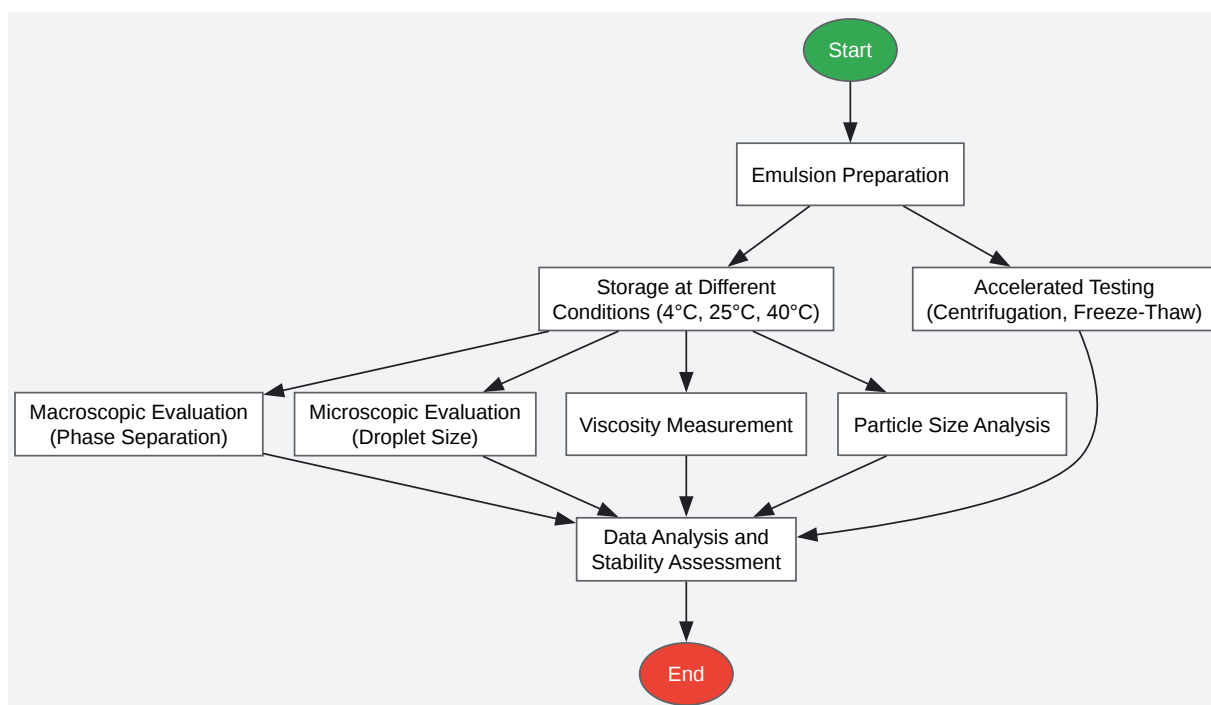 Start
Emulsion Preparation
Storage at Different
Conditions (4°C, 25°C, 40°C)
Accelerated Testing
(Centrifugation, Freeze-Thaw)
Macroscopic Evaluation
(Phase Separation)
Microscopic Evaluation
(Droplet Size)
Viscosity Measurement
Particle Size Analysis
Data Analysis and
Stability Assessment
End